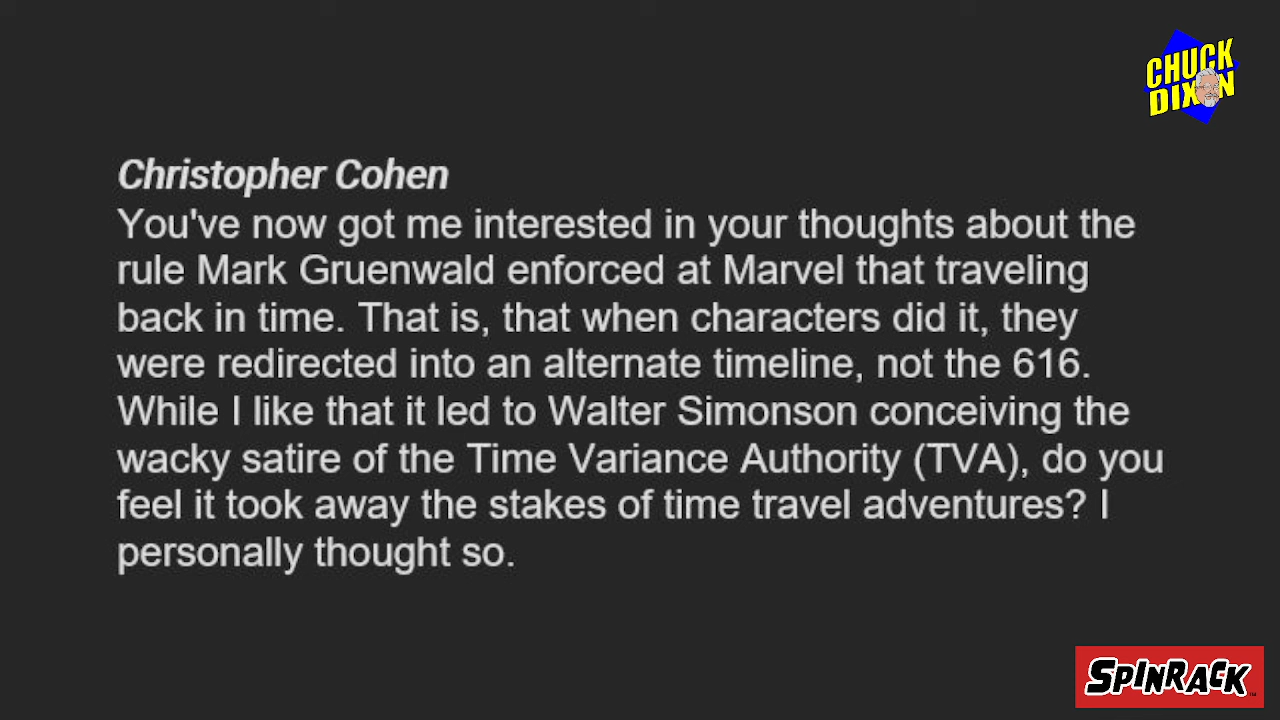 CHUCK
DIXON
Christopher Cohen
You've now got me interested in your thoughts about the
rule Mark Gruenwald enforced at Marvel that traveling
back in time. That is, that when characters did it, they
were redirected into an alternate timeline, not the 616.
While I like that it led to Walter Simonson conceiving the
wacky satire of the Time Variance Authority (TVA), do you
feel it took away the stakes of time travel adventures? I
personally thought so.
SPINRACK